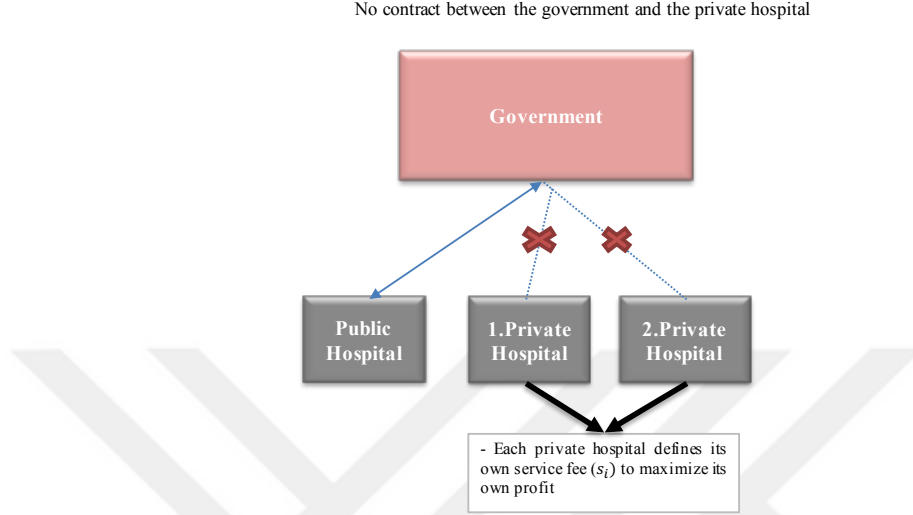 No contract between the government and the private hospital
Government
Public
Hospital
1.Private
Hospital
2.Private
Hospital
- Each private hospital defines its
own service fee (𝑠𝑖) to maximize its
own profit